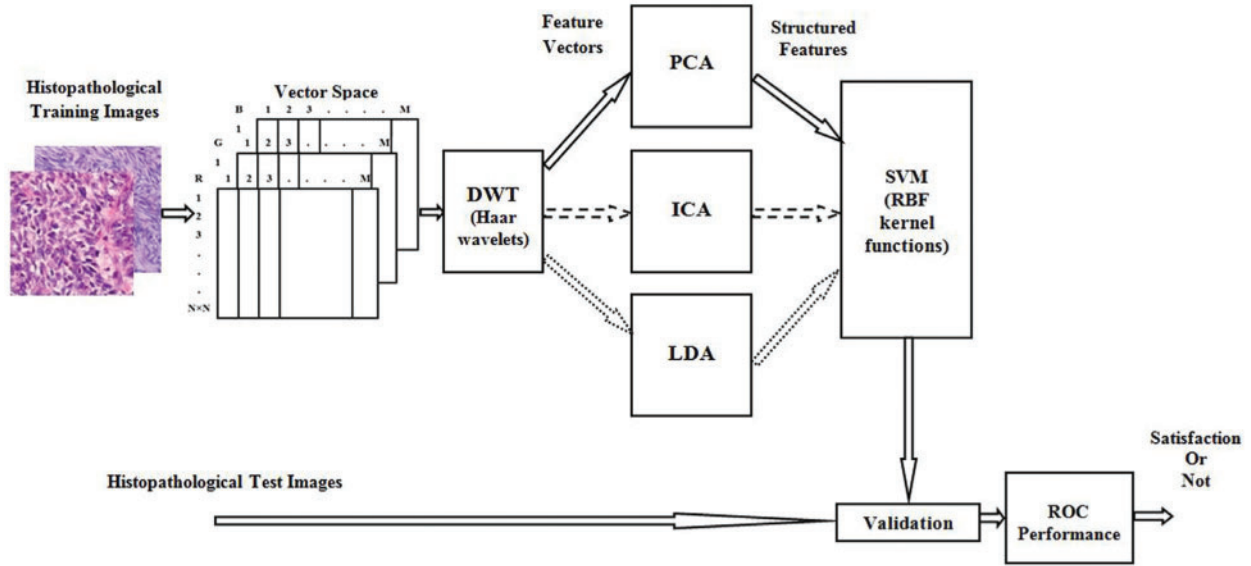 Histopathological
Training Images
Vector Space
B 1 2 3 . . . . M
1
G 1 2 3 . . . . M
1
R 1 2 3 . . . . M
1
2
3
.
.
.
N×N
DWT
(Haar
wavelets)
Feature
Vectors
PCA
ICA
LDA
Structured
Features
SVM
(RBF
kernel
functions)
Histopathological Test Images
Validation
ROC
Performance
Satisfaction
Or
Not